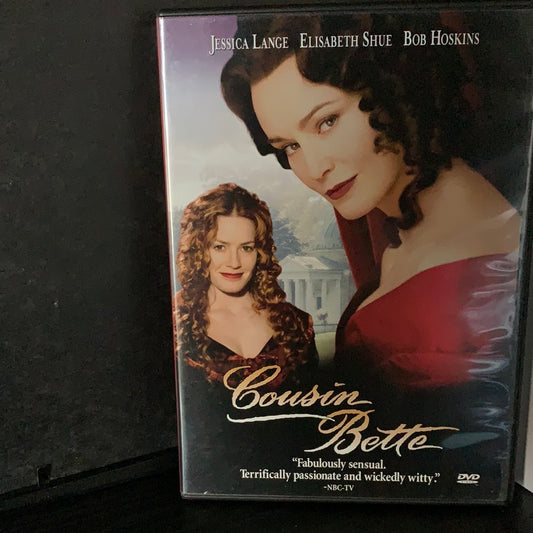 JESSICA LANGE ELISABETH SHUE BOB HOSKINS
Cousin
Bette
"Fabulously sensual.
Terrifically passionate and wickedly witty."
-NBC-TV
DVD